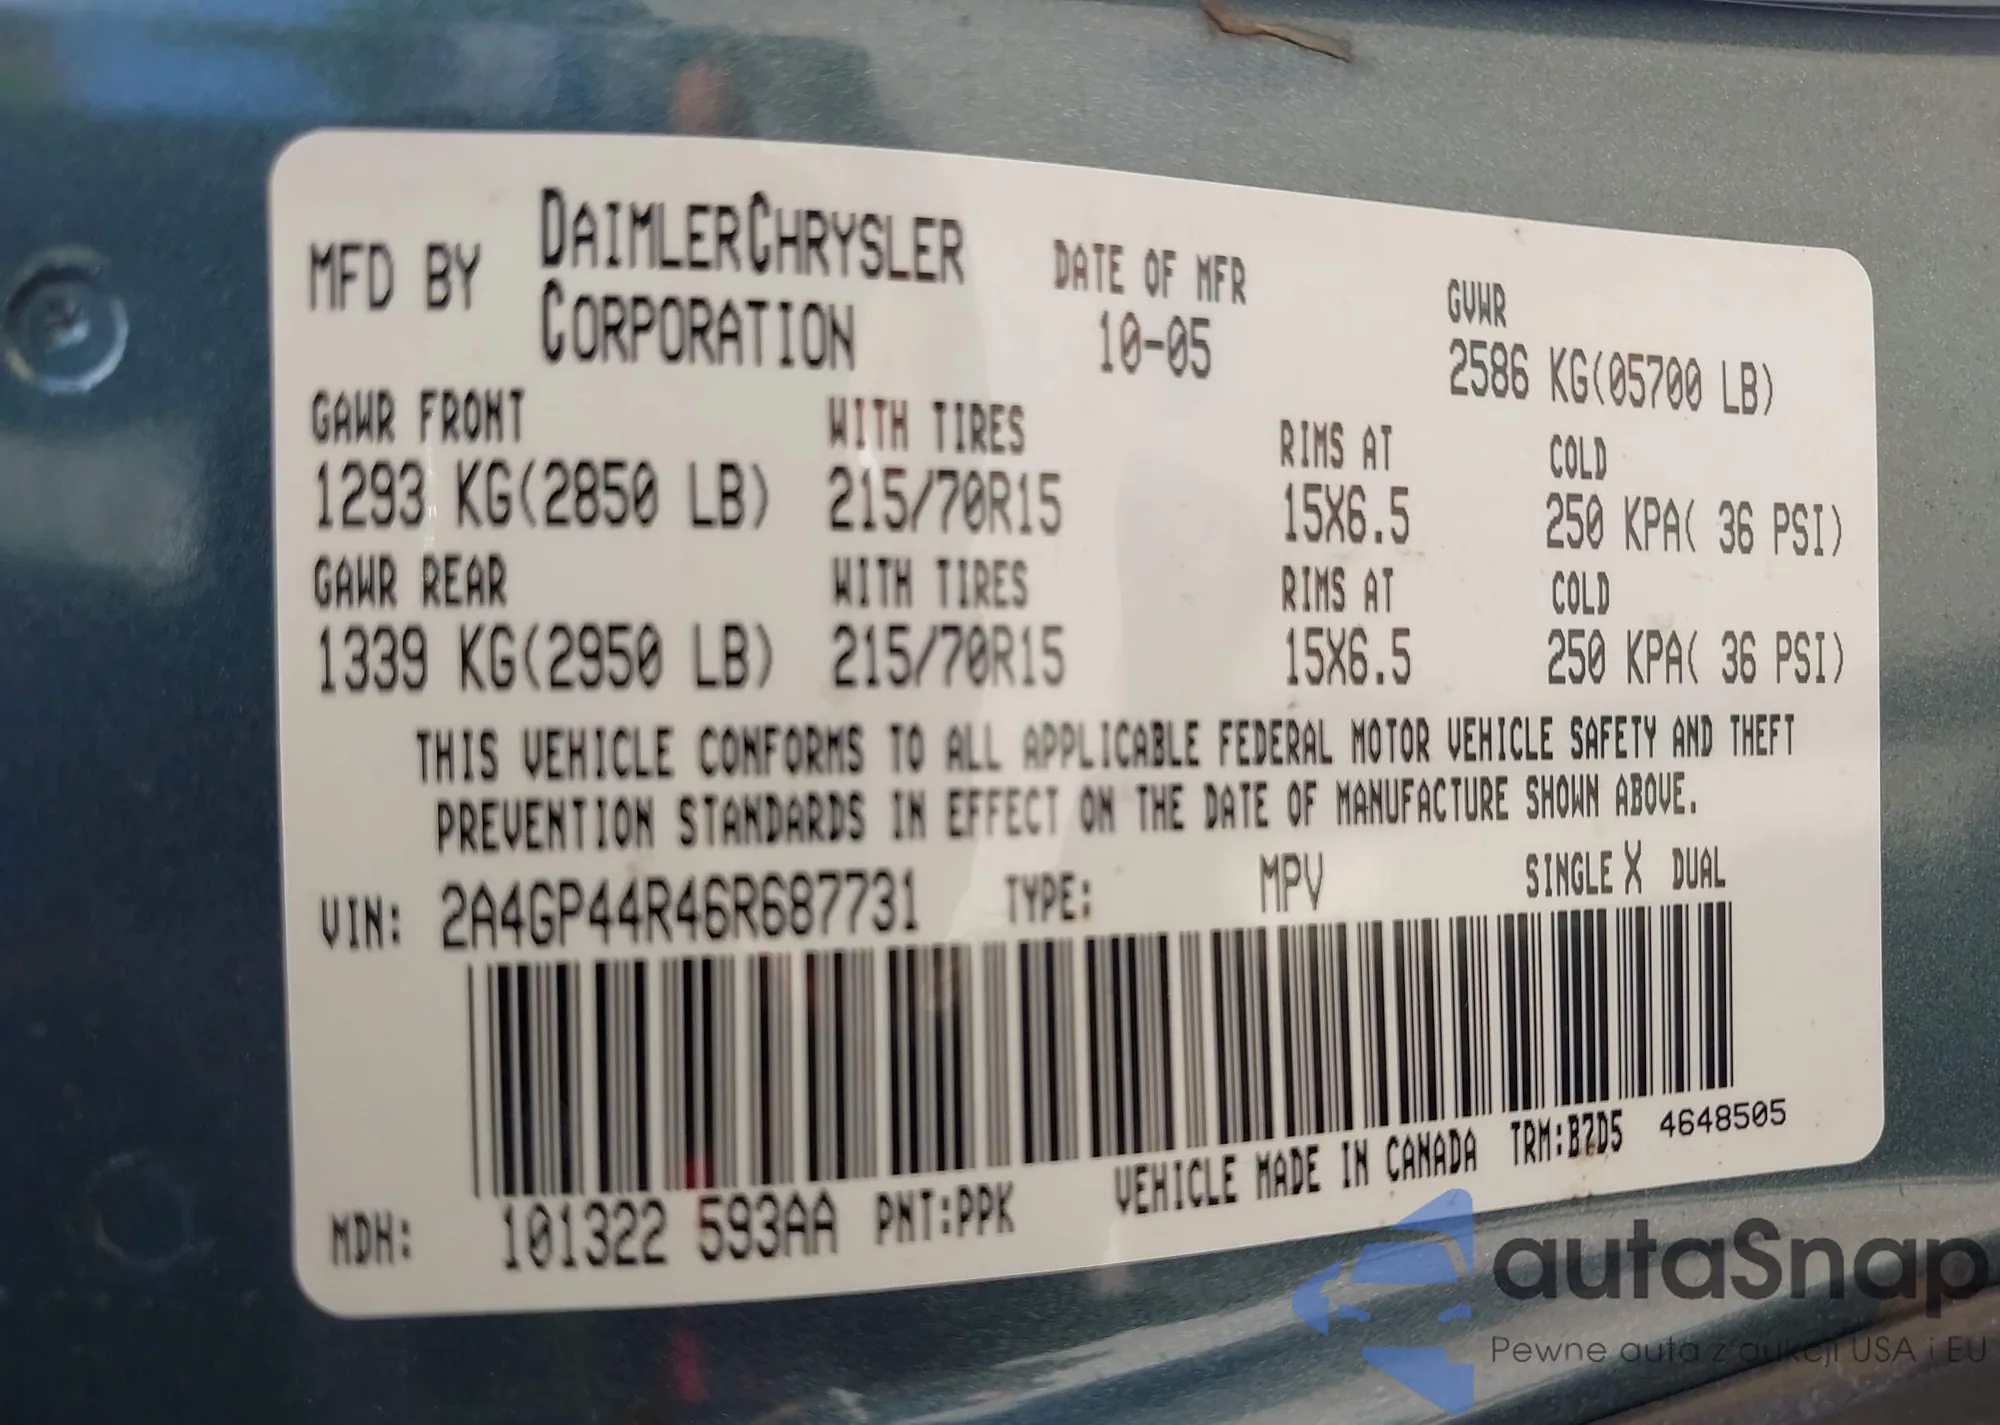 MFD BY DAIMLERCHRYSLER CORPORATION
DATE OF MFR
10-05
GVWR
2586 KG(05700 LB)
GAWR FRONT WITH TIRES RIMS AT COLD
1293 KG(2850 LB) 215/70R15 15X6.5 250 KPA( 36 PSI)
GAWR REAR WITH TIRES RIMS AT COLD
1339 KG(2950 LB) 215/70R15 15X6.5 250 KPA( 36 PSI)
THIS VEHICLE CONFORMS TO ALL APPLICABLE FEDERAL MOTOR VEHICLE SAFETY AND THEFT
PREVENTION STANDARDS IN EFFECT ON THE DATE OF MANUFACTURE SHOWN ABOVE.
VIN: 2A4GP44R46R687731 TYPE: MPV SINGLE X DUAL
MDH: 101322 593AA PNT:PPK VEHICLE MADE IN CANADA TRM:B7D5 4648505
autaSnap
Pewne auta z aukcji USA i EU